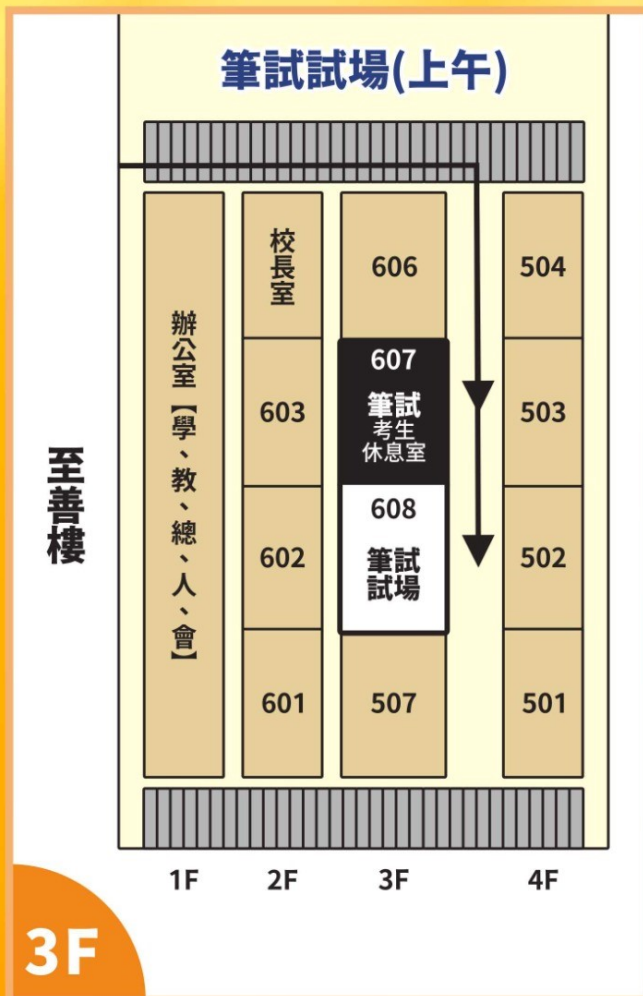 筆試試場(上午)
至善樓
辦公室【學、教、總、人、會】
校長室
603
602
601
606
607
筆試
考生
休息室
608
筆試
試場
507
504
503
502
501
1F
2F
3F
4F
3F